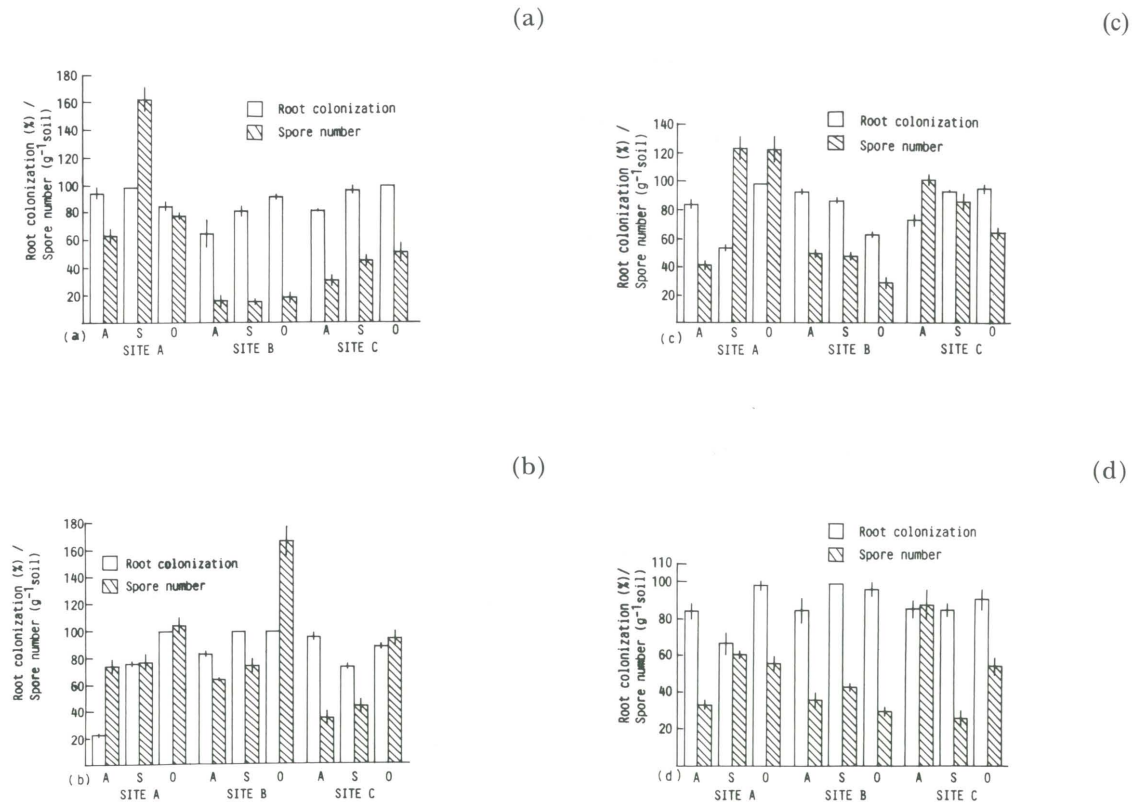 (a)
180
160
140
120
100
80
60
40
20
Root colonization (%) /
Spore number (g⁻¹soil)
Root colonization
Spore number
(a) A S O A S O A S O
SITE A SITE B SITE C
(c)
140
120
100
80
60
40
20
Root colonization (%) /
Spore number (g⁻¹soil)
Root colonization
Spore number
(c) A S O A S O A S O
SITE A SITE B SITE C
(b)
180
160
140
120
100
80
60
40
20
Root colonization (%) /
Spore number (g⁻¹soil)
Root colonization
Spore number
(b) A S O A S O A S O
SITE A SITE B SITE C
(d)
110
100
80
60
40
20
Root colonization (%)/
Spore number (g⁻¹soil)
Root colonization
Spore number
(d) A S O A S O A S O
SITE A SITE B SITE C